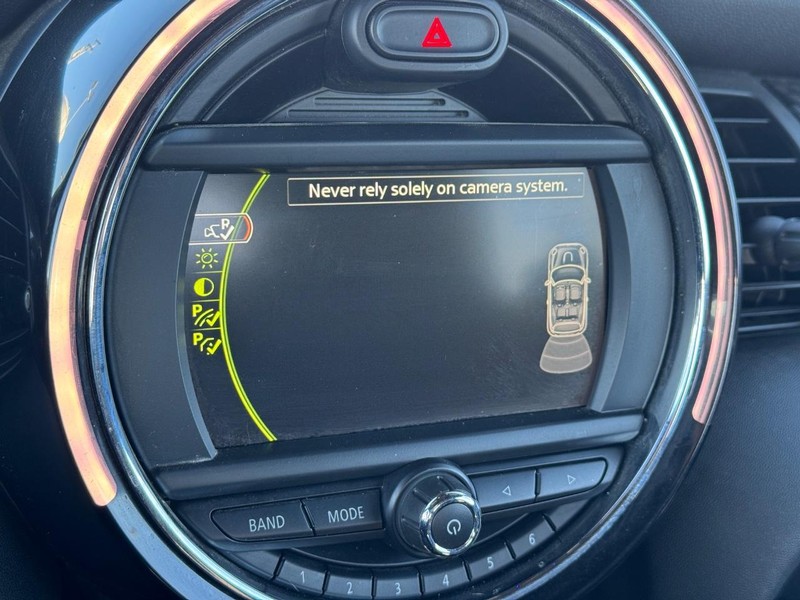 Never rely solely on camera system.
P
P
P
BAND
MODE
1 2 3 4 5 6